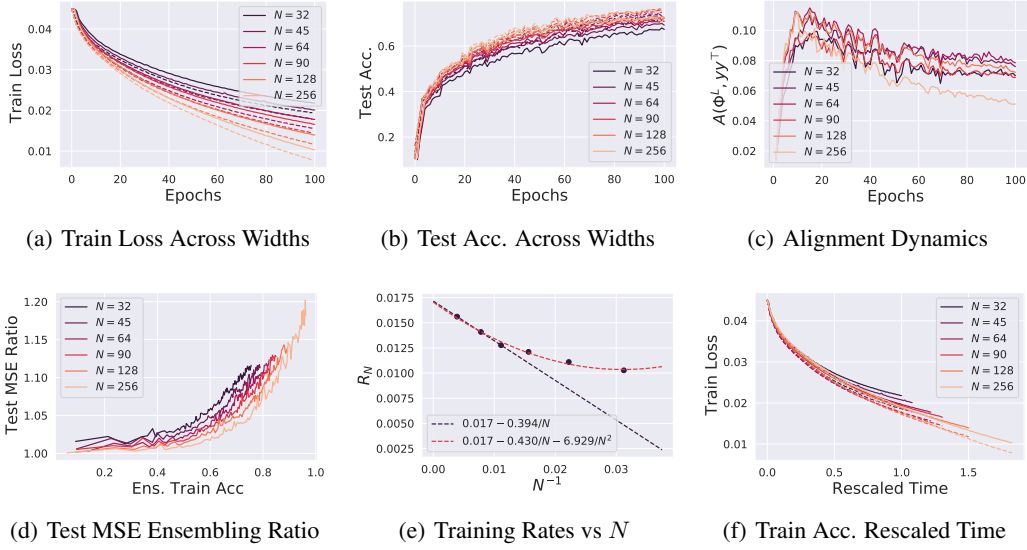 0.04
0.03
0.02
0.01
Train Loss
0
20
40
60
80
100
Epochs
N = 32
N = 45
N = 64
N = 90
N = 128
N = 256
(a) Train Loss Across Widths
0.6
0.4
0.2
Test Acc.
0
20
40
60
80
100
Epochs
N = 32
N = 45
N = 64
N = 90
N = 128
N = 256
(b) Test Acc. Across Widths
0.10
0.08
0.06
0.04
0.02
A(Φ^L, yy^⊤)
0
20
40
60
80
100
Epochs
N = 32
N = 45
N = 64
N = 90
N = 128
N = 256
(c) Alignment Dynamics
1.20
1.15
1.10
1.05
1.00
Test MSE Ratio
0.2
0.4
0.6
0.8
1.0
Ens. Train Acc
N = 32
N = 45
N = 64
N = 90
N = 128
N = 256
(d) Test MSE Ensembling Ratio
0.0175
0.0150
0.0125
0.0100
0.0075
0.0050
0.0025
R_N
0.00
0.01
0.02
0.03
N^−1
0.017 − 0.394/N
0.017 − 0.430/N − 6.929/N²
(e) Training Rates vs N
0.04
0.03
0.02
0.01
Train Loss
0.0
0.5
1.0
1.5
Rescaled Time
N = 32
N = 45
N = 64
N = 90
N = 128
N = 256
(f) Train Acc. Rescaled Time